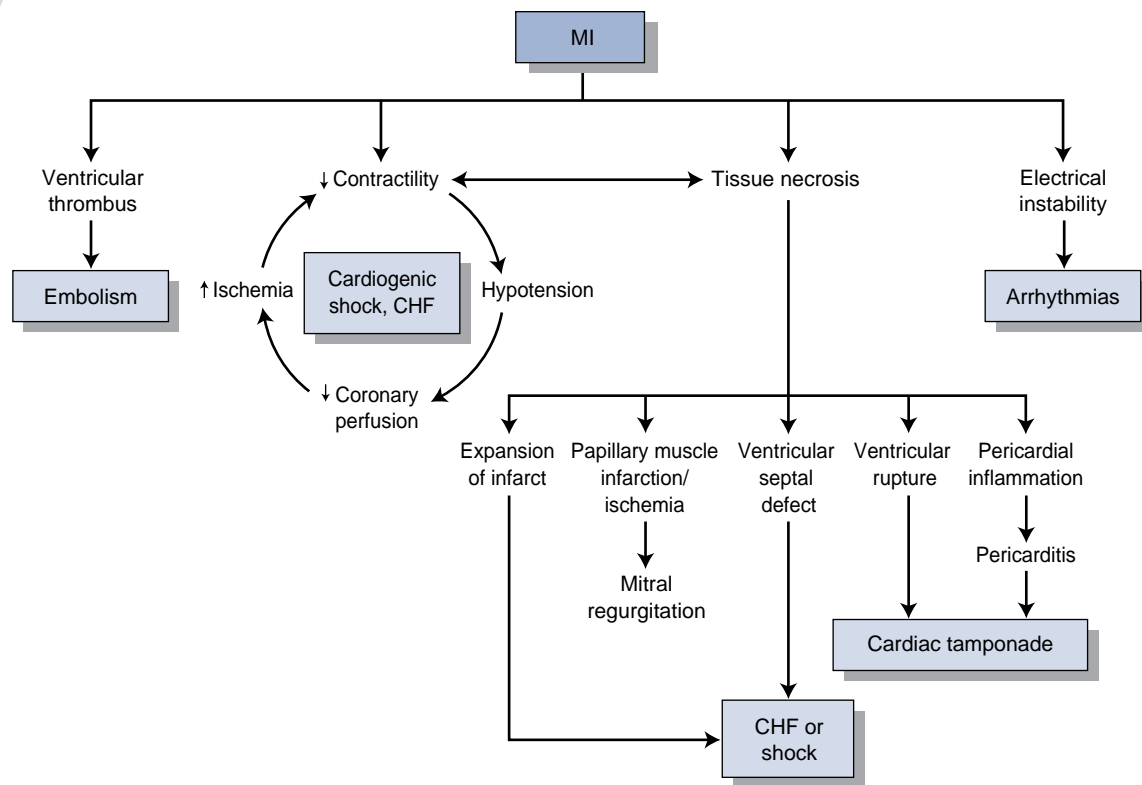 MI
Ventricular
thrombus
Embolism
↓ Contractility
Hypotension
↓ Coronary
perfusion
↑ Ischemia
Cardiogenic
shock, CHF
Tissue necrosis
Electrical
instability
Arrhythmias
Expansion
of infarct
Papillary muscle
infarction/
ischemia
Mitral
regurgitation
Ventricular
septal
defect
Ventricular
rupture
Pericardial
inflammation
Pericarditis
Cardiac tamponade
CHF or
shock